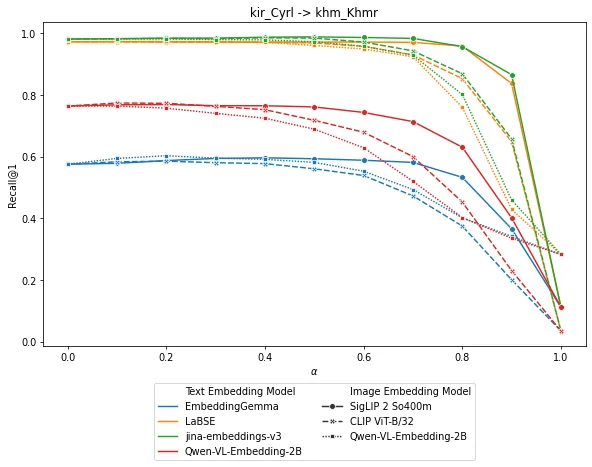 kir_Cyrl -> khm_Khmr
Recall@1
1.0
0.8
0.6
0.4
0.2
0.0
0.0 0.2 0.4 0.6 0.8 1.0
α
Text Embedding Model
EmbeddingGemma
LaBSE
jina-embeddings-v3
Qwen-VL-Embedding-2B
Image Embedding Model
SigLIP 2 So400m
CLIP ViT-B/32
Qwen-VL-Embedding-2B